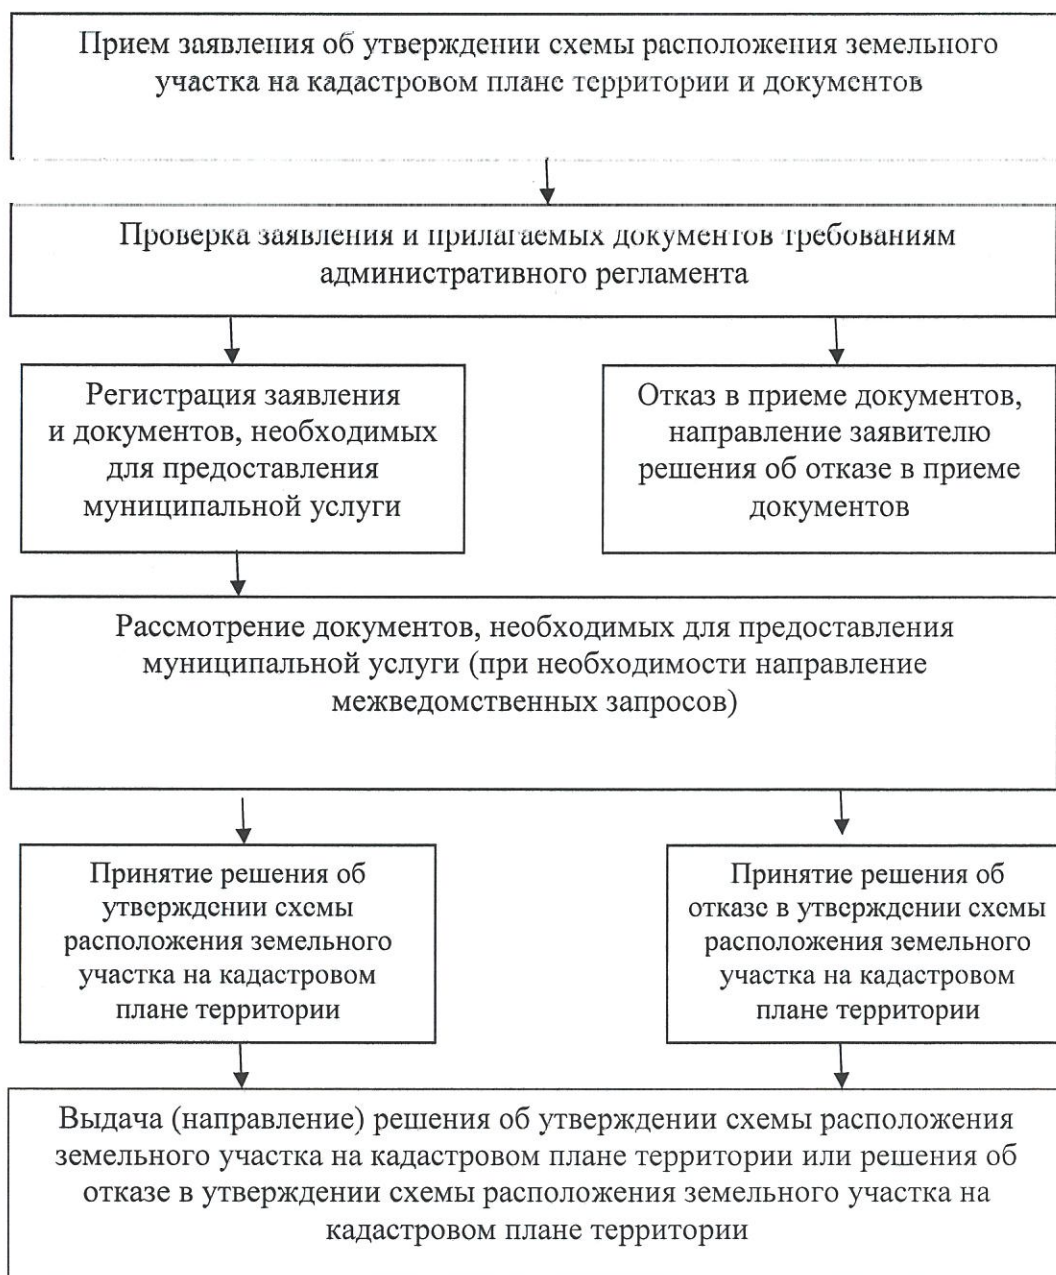 Прием заявления об утверждении схемы расположения земельного
участка на кадастровом плане территории и документов
Проверка заявления и прилагаемых документов требованиям
административного регламента
Регистрация заявления
и документов, необходимых
для предоставления
муниципальной услуги
Отказ в приеме документов,
направление заявителю
решения об отказе в приеме
документов
Рассмотрение документов, необходимых для предоставления
муниципальной услуги (при необходимости направление
межведомственных запросов)
Принятие решения об
утверждении схемы
расположения земельного
участка на кадастровом
плане территории
Принятие решения об
отказе в утверждении схемы
расположения земельного
участка на кадастровом
плане территории
Выдача (направление) решения об утверждении схемы расположения
земельного участка на кадастровом плане территории или решения об
отказе в утверждении схемы расположения земельного участка на
кадастровом плане территории